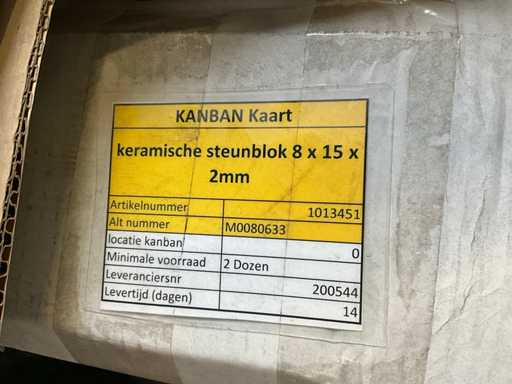 KANBAN Kaart
keramische steunblok 8 x 15 x
2mm
Artikelnummer 1013451
Alt nummer M0080633
locatie kanban 0
Minimale voorraad 2 Dozen
Leveranciersnr 200544
Levertijd (dagen) 14